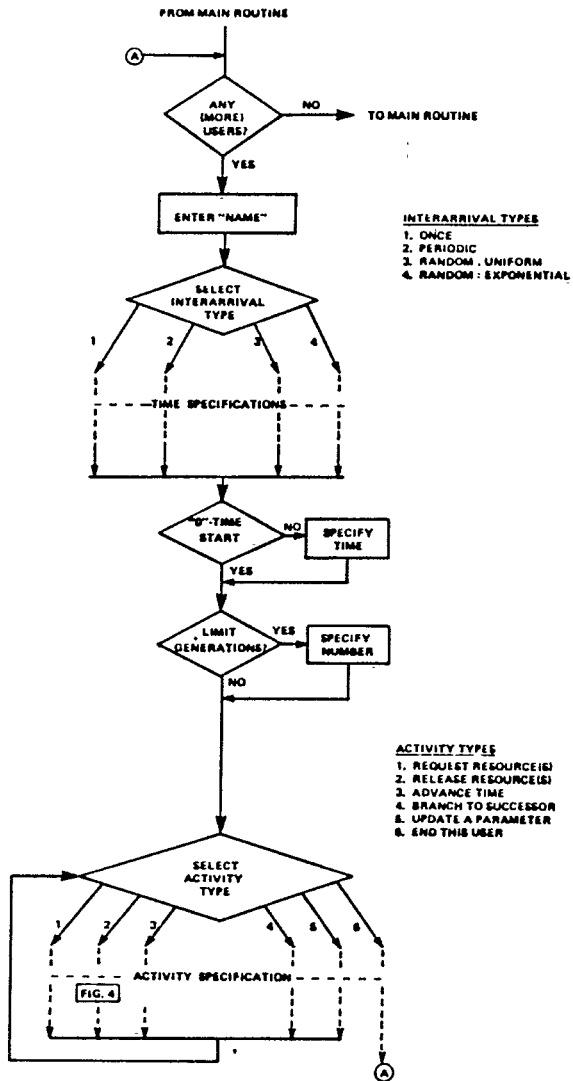 FROM MAIN ROUTINE
A
ANY
(MORE)
USERS?
NO
TO MAIN ROUTINE
YES
ENTER "NAME"
INTERARRIVAL TYPES
1. ONCE
2. PERIODIC
3. RANDOM : UNIFORM
4. RANDOM : EXPONENTIAL
SELECT
INTERARRIVAL
TYPE
1
2
3
4
TIME SPECIFICATIONS
"0"-TIME
START
NO
SPECIFY
TIME
YES
LIMIT
GENERATIONS?
YES
SPECIFY
NUMBER
NO
ACTIVITY TYPES
1. REQUEST RESOURCE(S)
2. RELEASE RESOURCE(S)
3. ADVANCE TIME
4. BRANCH TO SUCCESSOR
5. UPDATE A PARAMETER
6. END THIS USER
SELECT
ACTIVITY
TYPE
1
2
3
4
5
6
ACTIVITY SPECIFICATION
FIG. 4
A